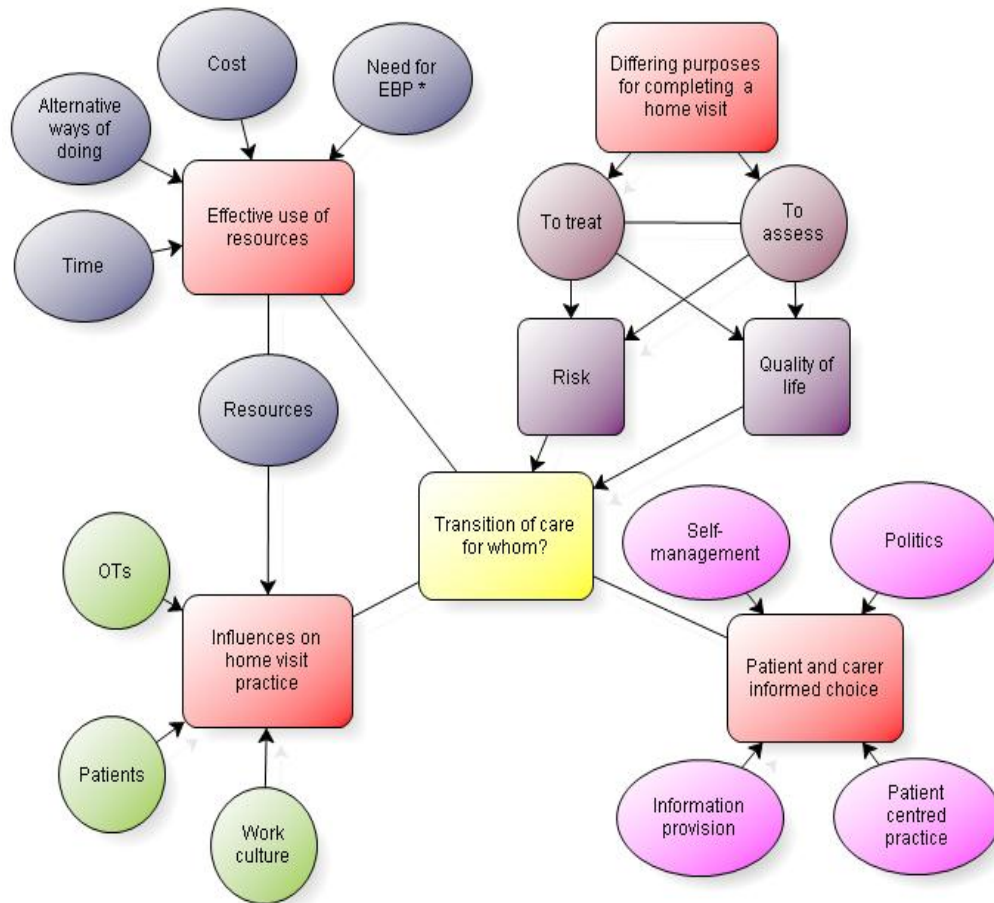 Cost
Need for
EBP *
Alternative
ways of
doing
Time
Effective use of
resources
Differing purposes
for completing a
home visit
To treat
To
assess
Risk
Quality of
life
Resources
Transition of care
for whom?
OTs
Patients
Work
culture
Influences on
home visit
practice
Self-
management
Politics
Patient and carer
informed choice
Information
provision
Patient
centred
practice